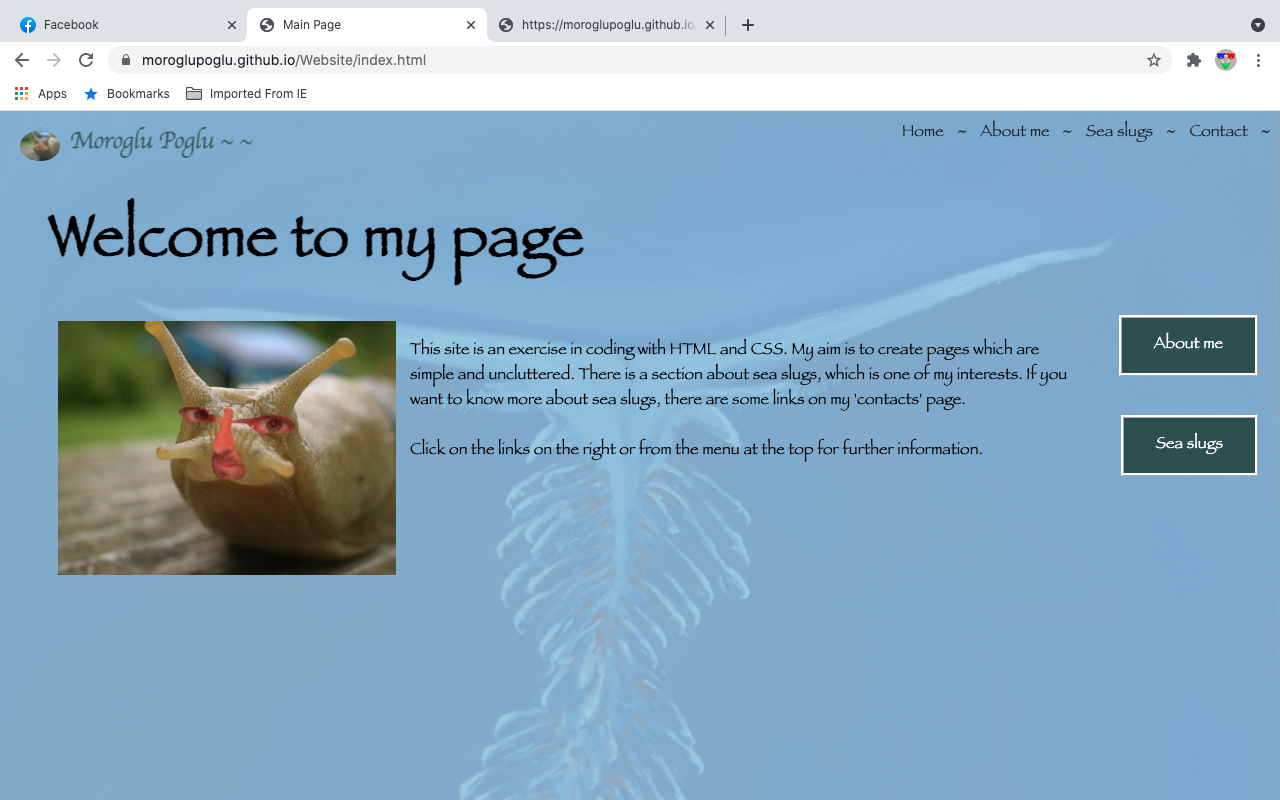 Facebook
Main Page
https://moroglupoglu.github.io/
moroglupoglu.github.io/Website/index.html
Apps
Bookmarks
Imported From IE
Moroglu Poglu ~ ~
Home ~ About me ~ Sea slugs ~ Contact ~
Welcome to my page
This site is an exercise in coding with HTML and CSS. My aim is to create pages which are
simple and uncluttered. There is a section about sea slugs, which is one of my interests. If you
want to know more about sea slugs, there are some links on my 'contacts' page.
Click on the links on the right or from the menu at the top for further information.
About me
Sea slugs